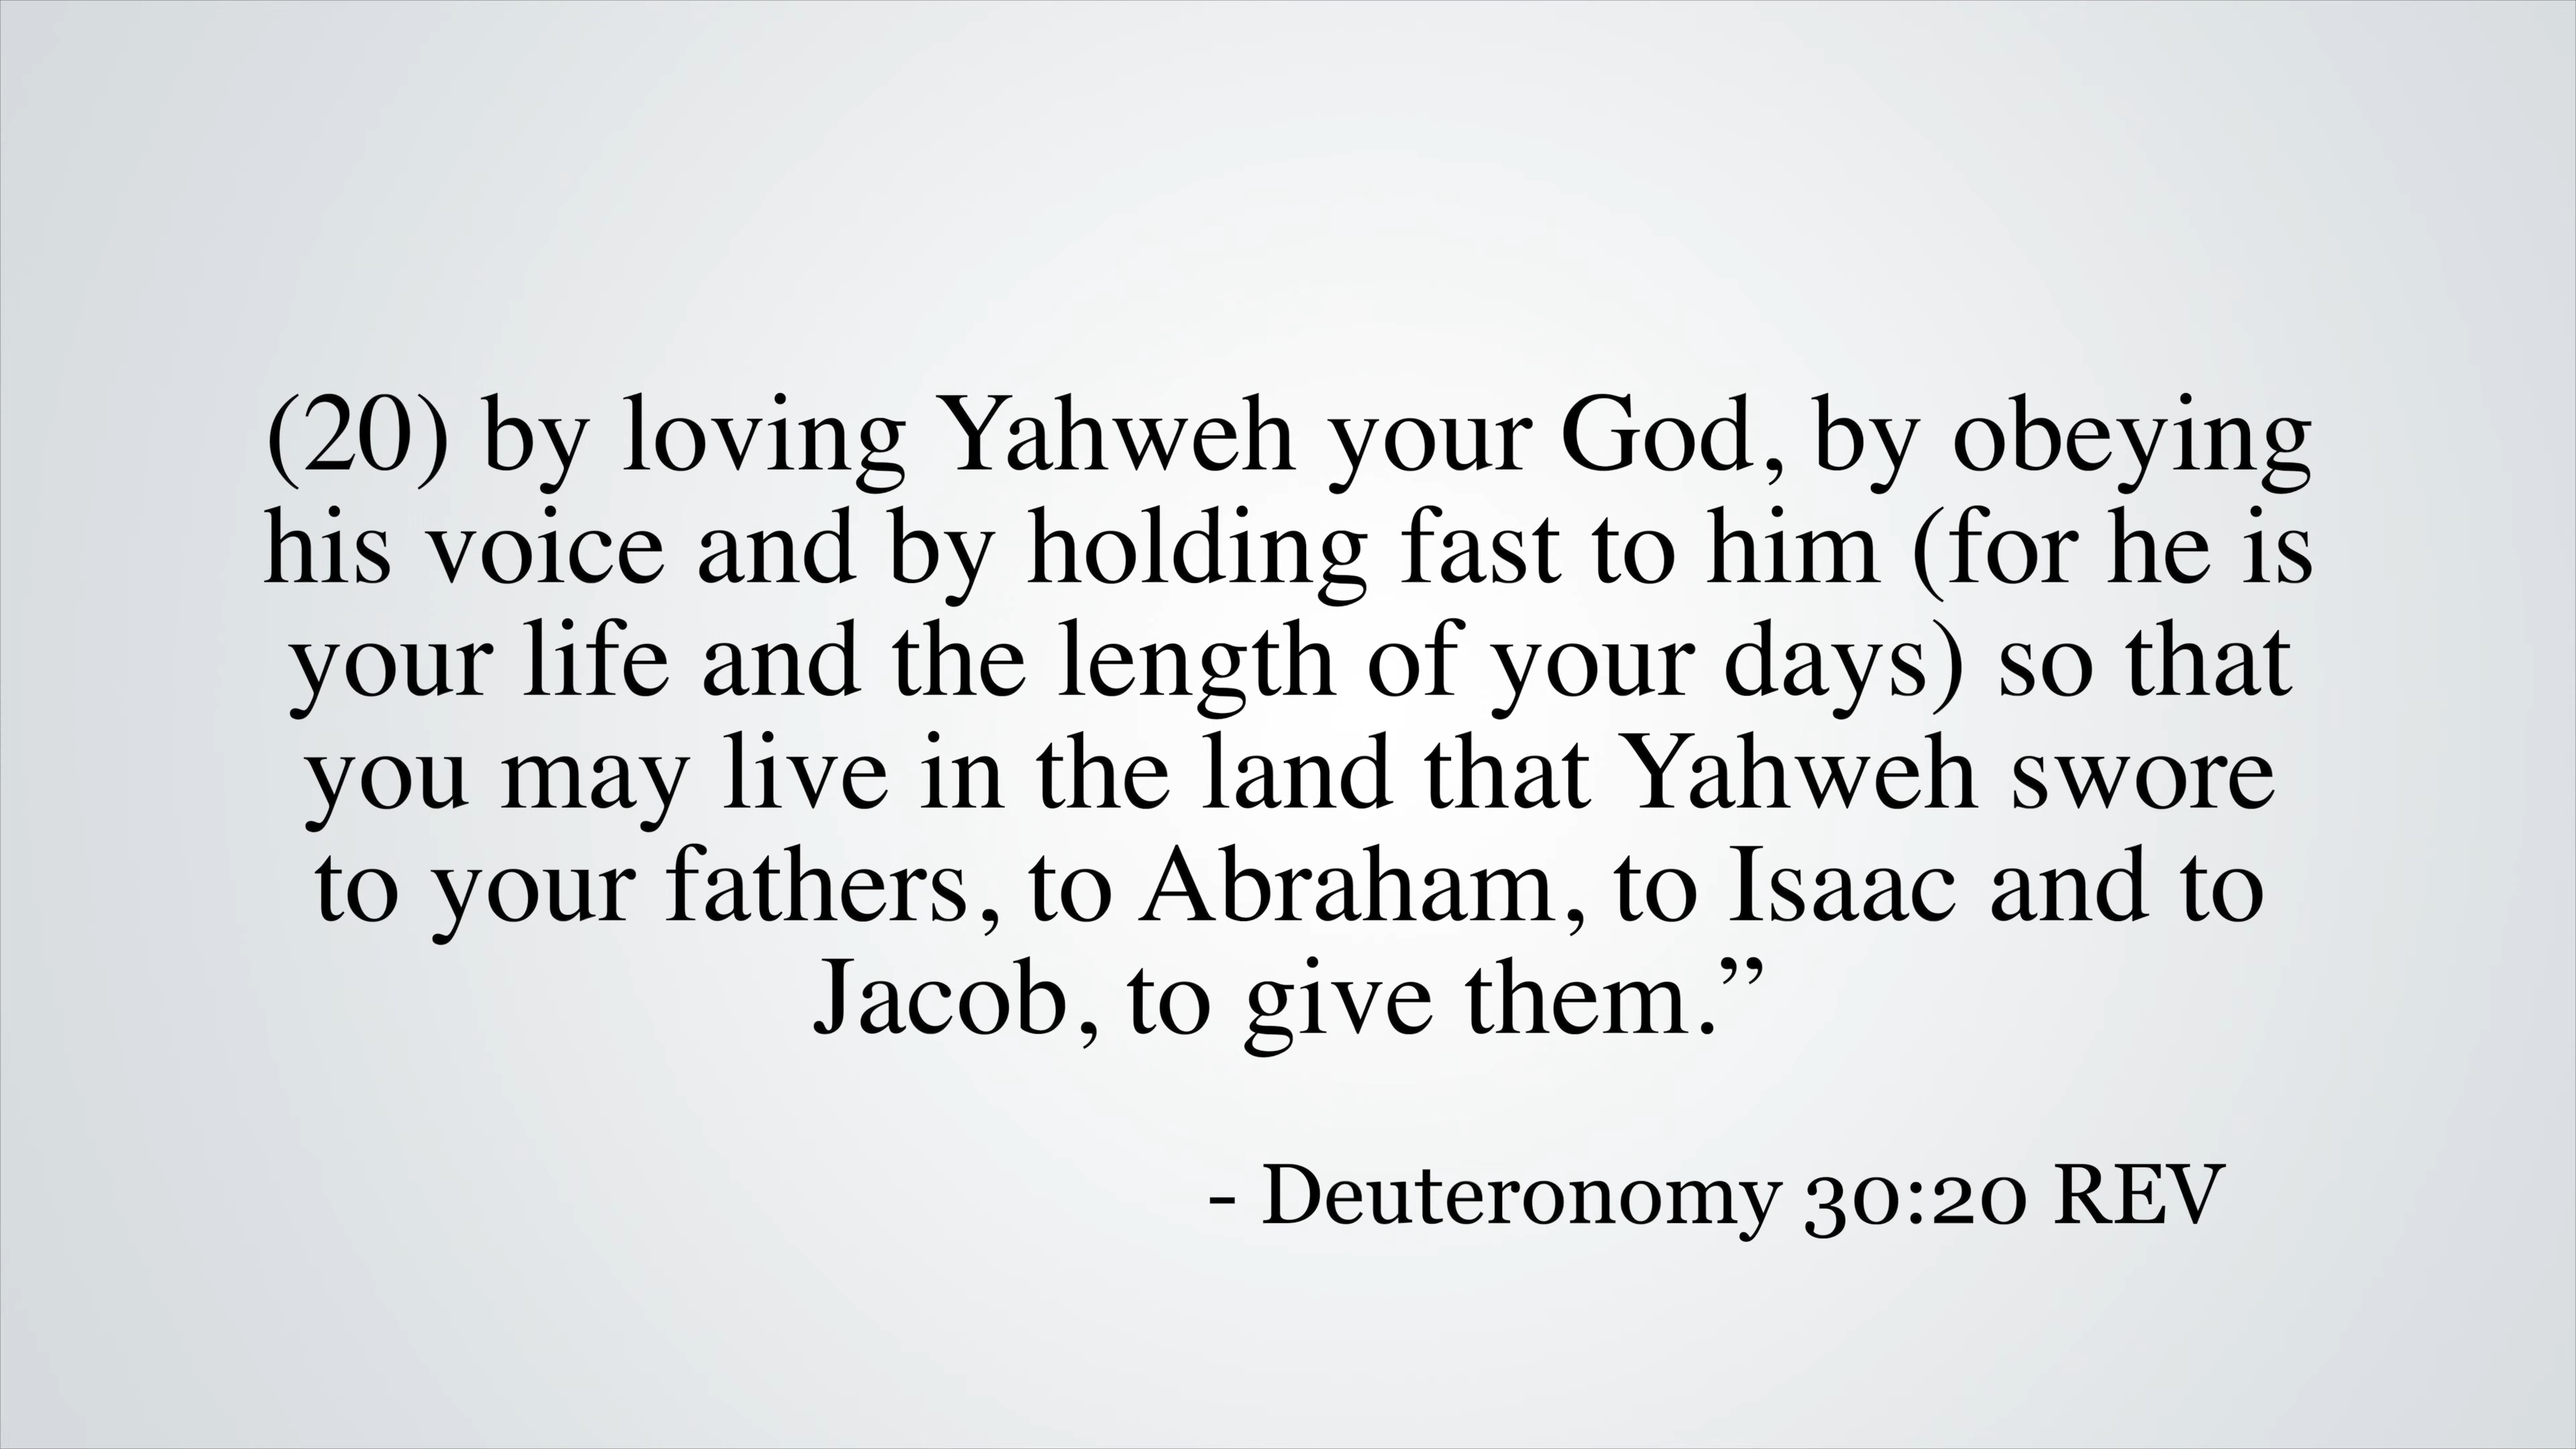 (20) by loving Yahweh your God, by obeying
his voice and by holding fast to him (for he is
your life and the length of your days) so that
you may live in the land that Yahweh swore
to your fathers, to Abraham, to Isaac and to
Jacob, to give them.”
- Deuteronomy 30:20 REV